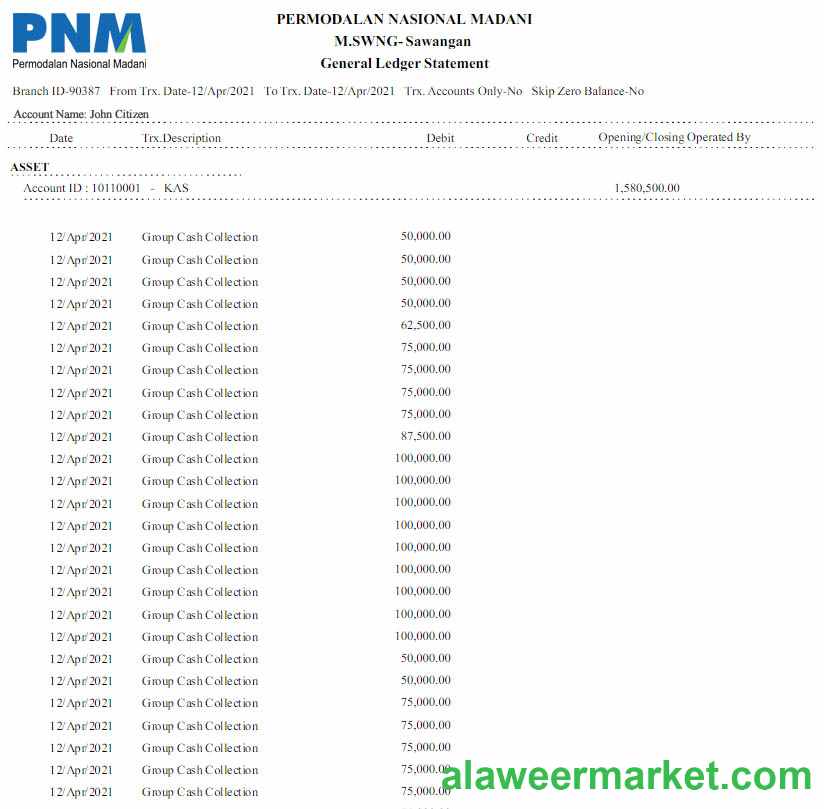 PNM
Permodalan Nasional Madani
PERMODALAN NASIONAL MADANI
M.SWNG- Sawangan
General Ledger Statement
Branch ID-90387 From Trx. Date-12/Apr/2021 To Trx. Date-12/Apr/2021 Trx. Accounts Only-No Skip Zero Balance-No
Account Name: John Citizen
Date Trx.Description Debit Credit Opening/Closing Operated By
ASSET
Account ID : 10110001 - KAS 1,580,500.00
12/Apr/2021 Group Cash Collection 50,000.00
12/Apr/2021 Group Cash Collection 50,000.00
12/Apr/2021 Group Cash Collection 50,000.00
12/Apr/2021 Group Cash Collection 50,000.00
12/Apr/2021 Group Cash Collection 62,500.00
12/Apr/2021 Group Cash Collection 75,000.00
12/Apr/2021 Group Cash Collection 75,000.00
12/Apr/2021 Group Cash Collection 75,000.00
12/Apr/2021 Group Cash Collection 75,000.00
12/Apr/2021 Group Cash Collection 87,500.00
12/Apr/2021 Group Cash Collection 100,000.00
12/Apr/2021 Group Cash Collection 100,000.00
12/Apr/2021 Group Cash Collection 100,000.00
12/Apr/2021 Group Cash Collection 100,000.00
12/Apr/2021 Group Cash Collection 100,000.00
12/Apr/2021 Group Cash Collection 100,000.00
12/Apr/2021 Group Cash Collection 100,000.00
12/Apr/2021 Group Cash Collection 100,000.00
12/Apr/2021 Group Cash Collection 100,000.00
12/Apr/2021 Group Cash Collection 50,000.00
12/Apr/2021 Group Cash Collection 50,000.00
12/Apr/2021 Group Cash Collection 75,000.00
12/Apr/2021 Group Cash Collection 75,000.00
12/Apr/2021 Group Cash Collection 75,000.00
12/Apr/2021 Group Cash Collection 75,000.00
12/Apr/2021 Group Cash Collection 75,000.00
alaweermarket.com